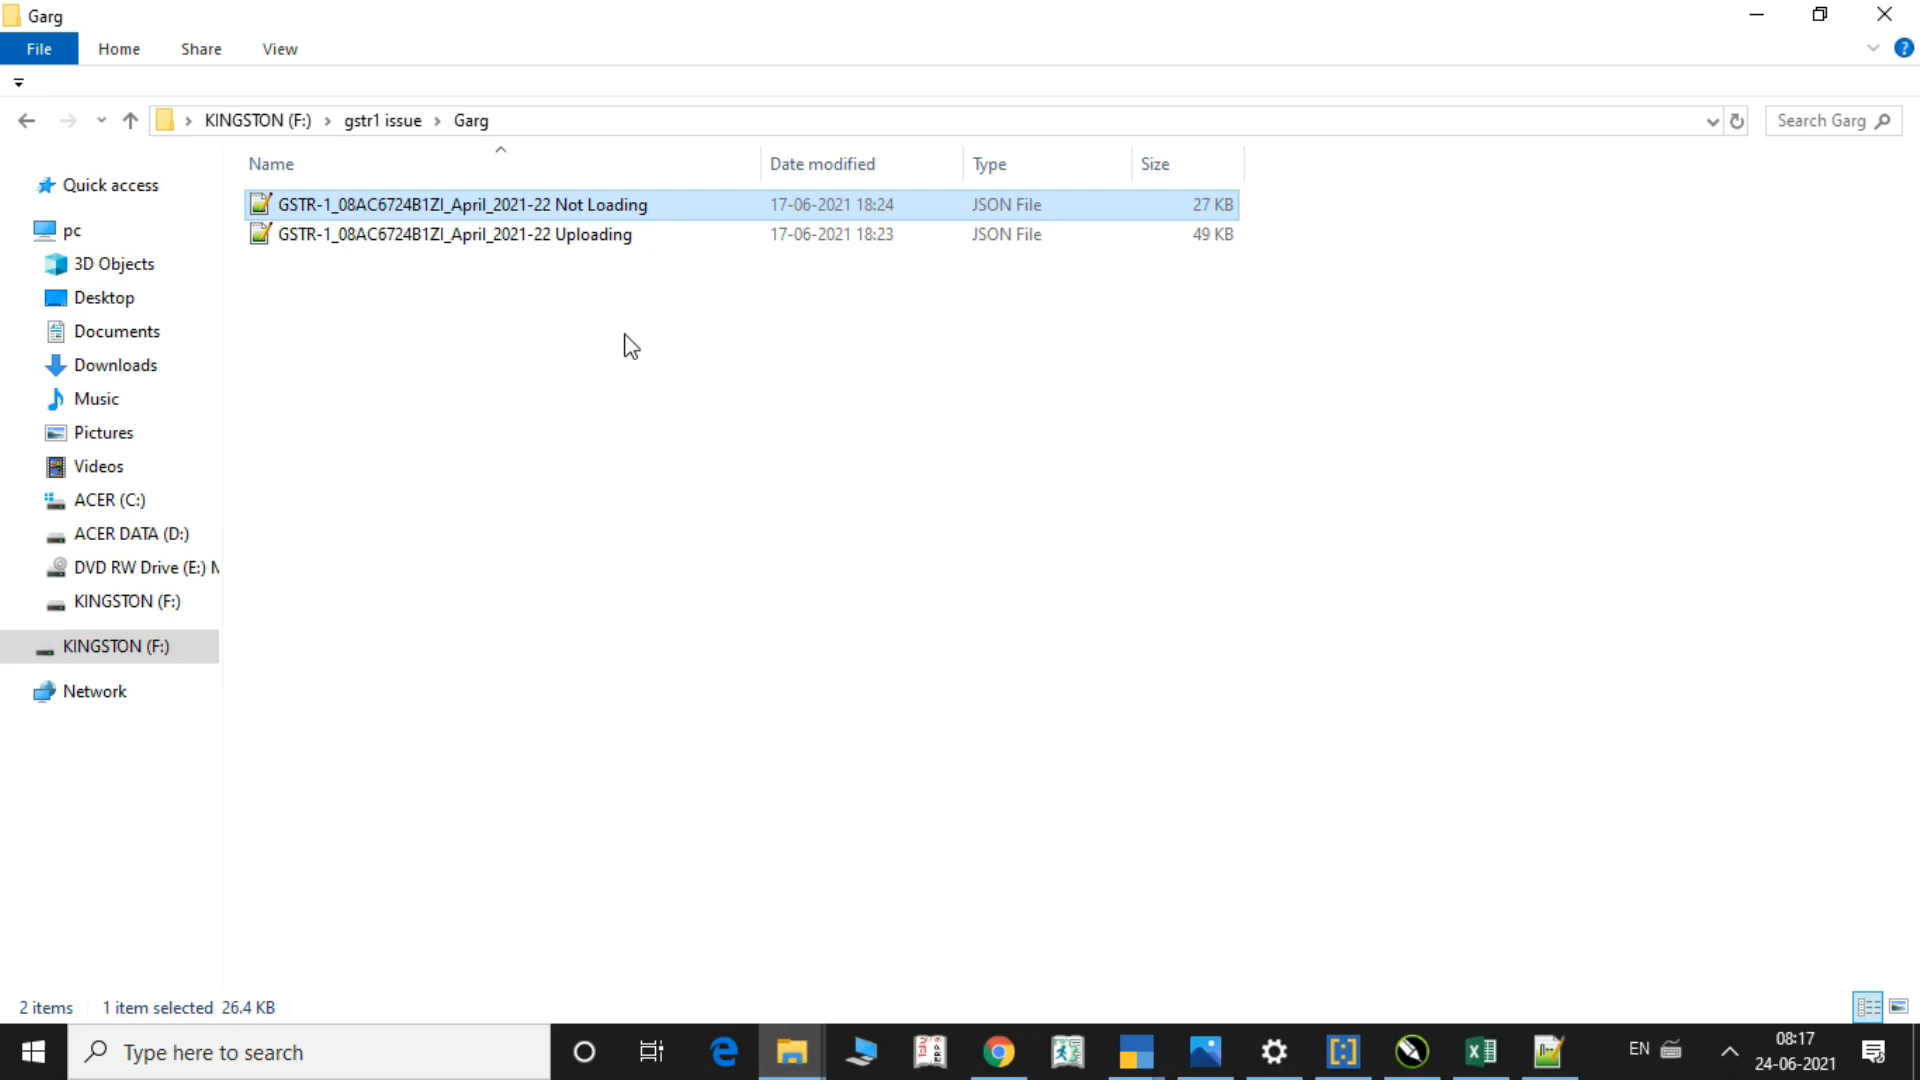 Garg
File Home Share View
KINGSTON (F:) gstr1 issue Garg Search Garg
Name Date modified Type Size
GSTR-1_08AC6724B1ZI_April_2021-22 Not Loading 17-06-2021 18:24 JSON File 27 KB
GSTR-1_08AC6724B1ZI_April_2021-22 Uploading 17-06-2021 18:23 JSON File 49 KB
Quick access
pc
3D Objects
Desktop
Documents
Downloads
Music
Pictures
Videos
ACER (C:)
ACER DATA (D:)
DVD RW Drive (E:)
KINGSTON (F:)
KINGSTON (F:)
Network
2 items 1 item selected 26.4 KB
Type here to search
EN
08:17
24-06-2021